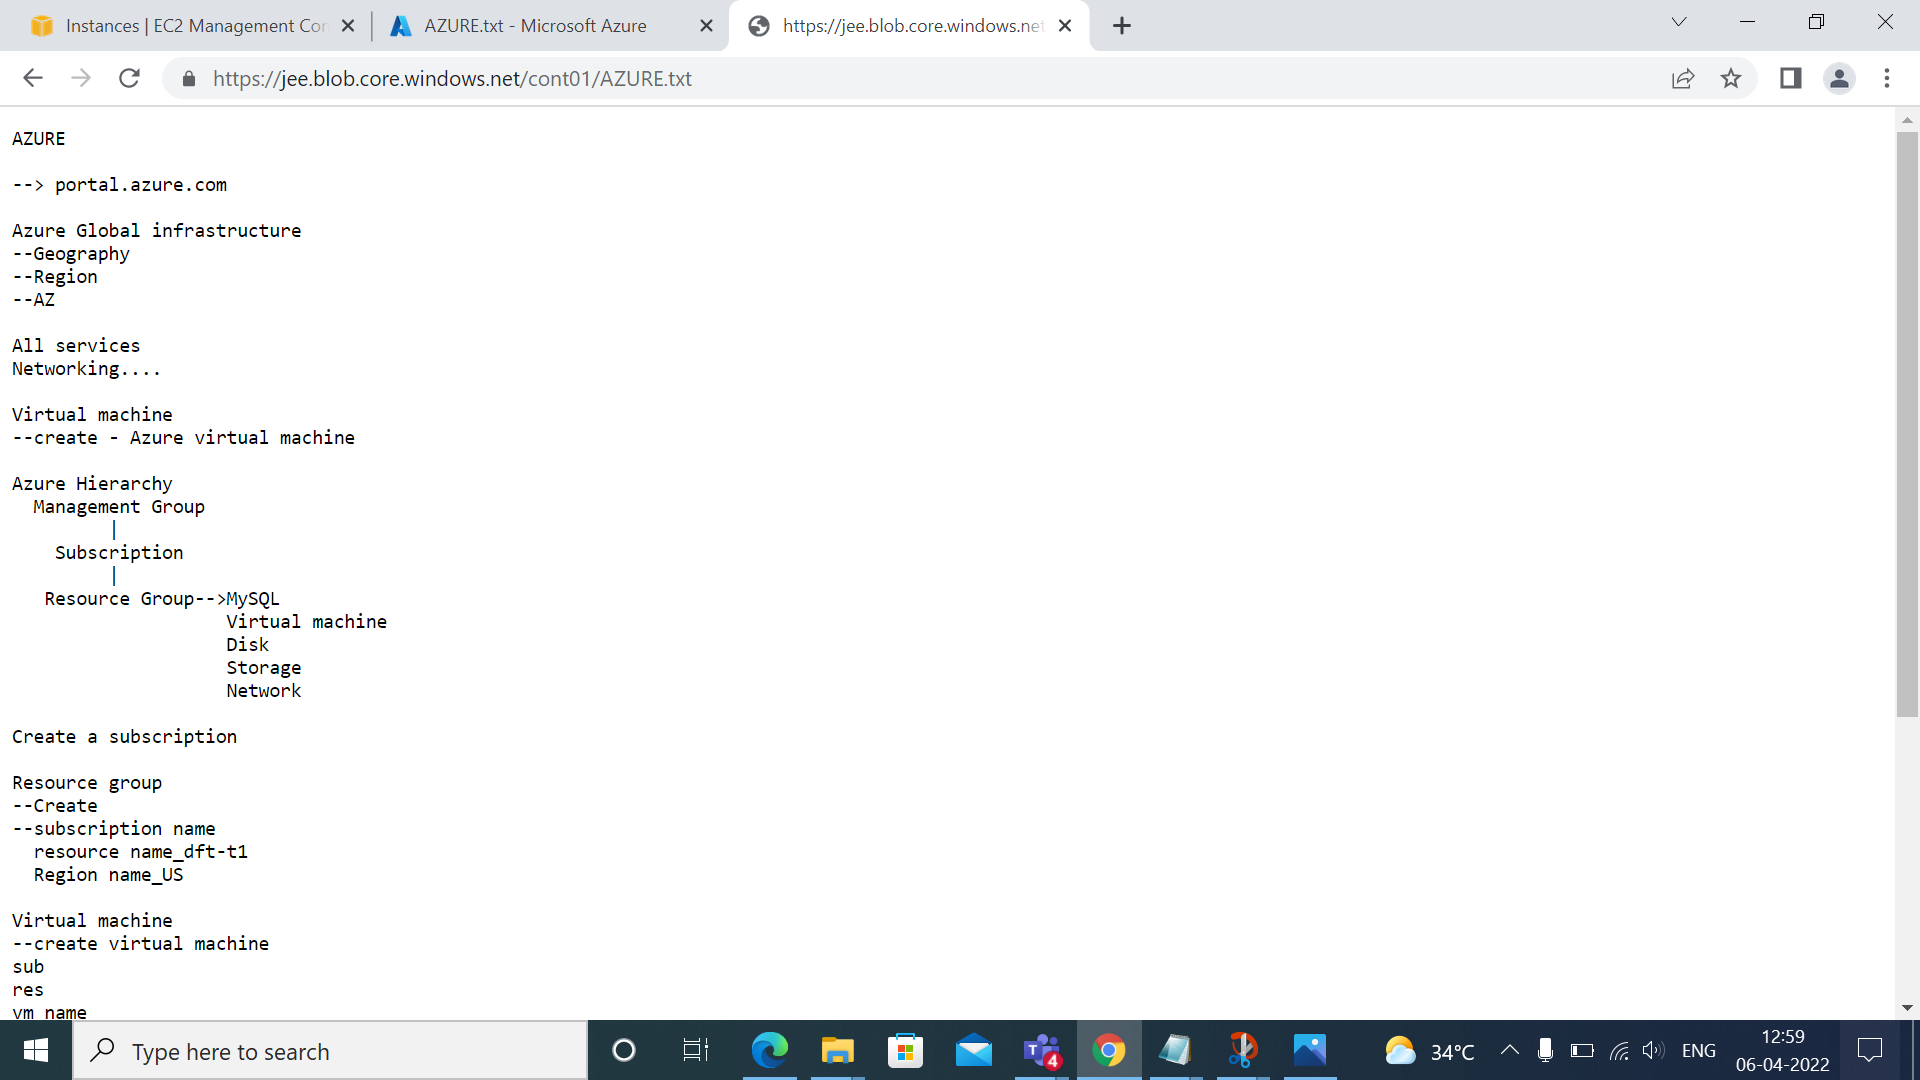 Instances | EC2 Management Con
AZURE.txt - Microsoft Azure
https://jee.blob.core.windows.net
https://jee.blob.core.windows.net/cont01/AZURE.txt
AZURE
--> portal.azure.com
Azure Global infrastructure
--Geography
--Region
--AZ
All services
Networking....
Virtual machine
--create - Azure virtual machine
Azure Hierarchy
Management Group
|
Subscription
|
Resource Group-->MySQL
Virtual machine
Disk
Storage
Network
Create a subscription
Resource group
--Create
--subscription name
resource name_dft-t1
Region name_US
Virtual machine
--create virtual machine
sub
res
vm name
Type here to search
4
34°C
ENG
12:59
06-04-2022